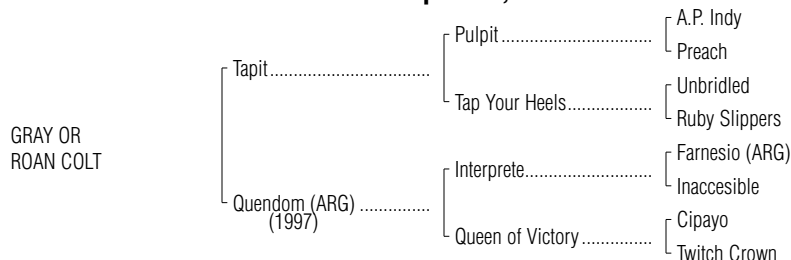 GRAY OR
ROAN COLT
Tapit
Quendom (ARG)
(1997)
Pulpit
Tap Your Heels
Interprete
Queen of Victory
A.P. Indy
Preach
Unbridled
Ruby Slippers
Farnesio (ARG)
Inaccesible
Cipayo
Twitch Crown